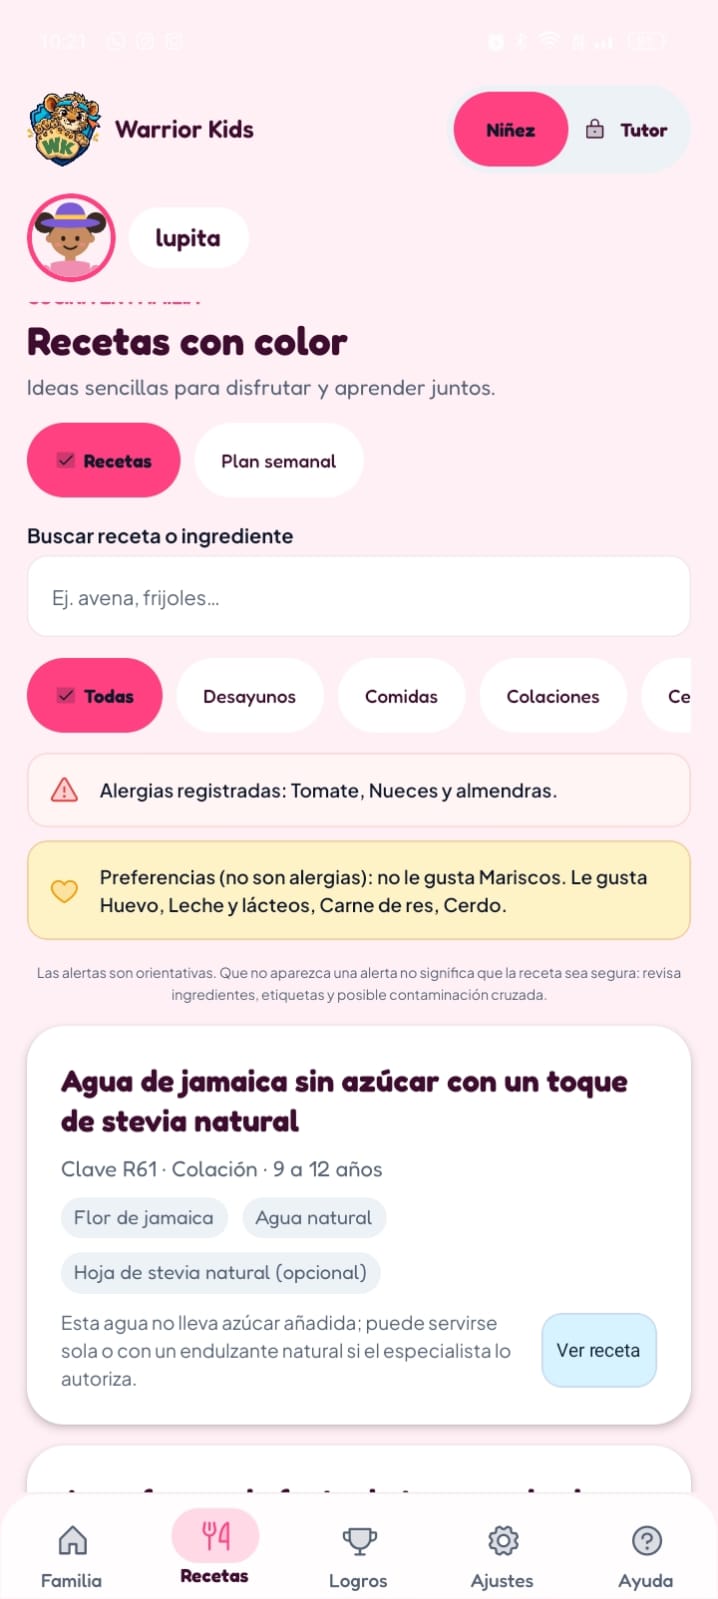 10:21
WK
Warrior Kids
Niñez
Tutor
lupita
Recetas con color
Ideas sencillas para disfrutar y aprender juntos.
Recetas
Plan semanal
Buscar receta o ingrediente
Ej. avena, frijoles...
Todas
Desayunos
Comidas
Colaciones
Ce
Alergias registradas: Tomate, Nueces y almendras.
Preferencias (no son alergias): no le gusta Mariscos. Le gusta
Huevo, Leche y lácteos, Carne de res, Cerdo.
Las alertas son orientativas. Que no aparezca una alerta no significa que la receta sea segura: revisa
ingredientes, etiquetas y posible contaminación cruzada.
Agua de jamaica sin azúcar con un toque
de stevia natural
Clave R61 · Colación · 9 a 12 años
Flor de jamaica
Agua natural
Hoja de stevia natural (opcional)
Esta agua no lleva azúcar añadida; puede servirse
sola o con un endulzante natural si el especialista lo
autoriza.
Ver receta
Familia
Recetas
Logros
Ajustes
Ayuda